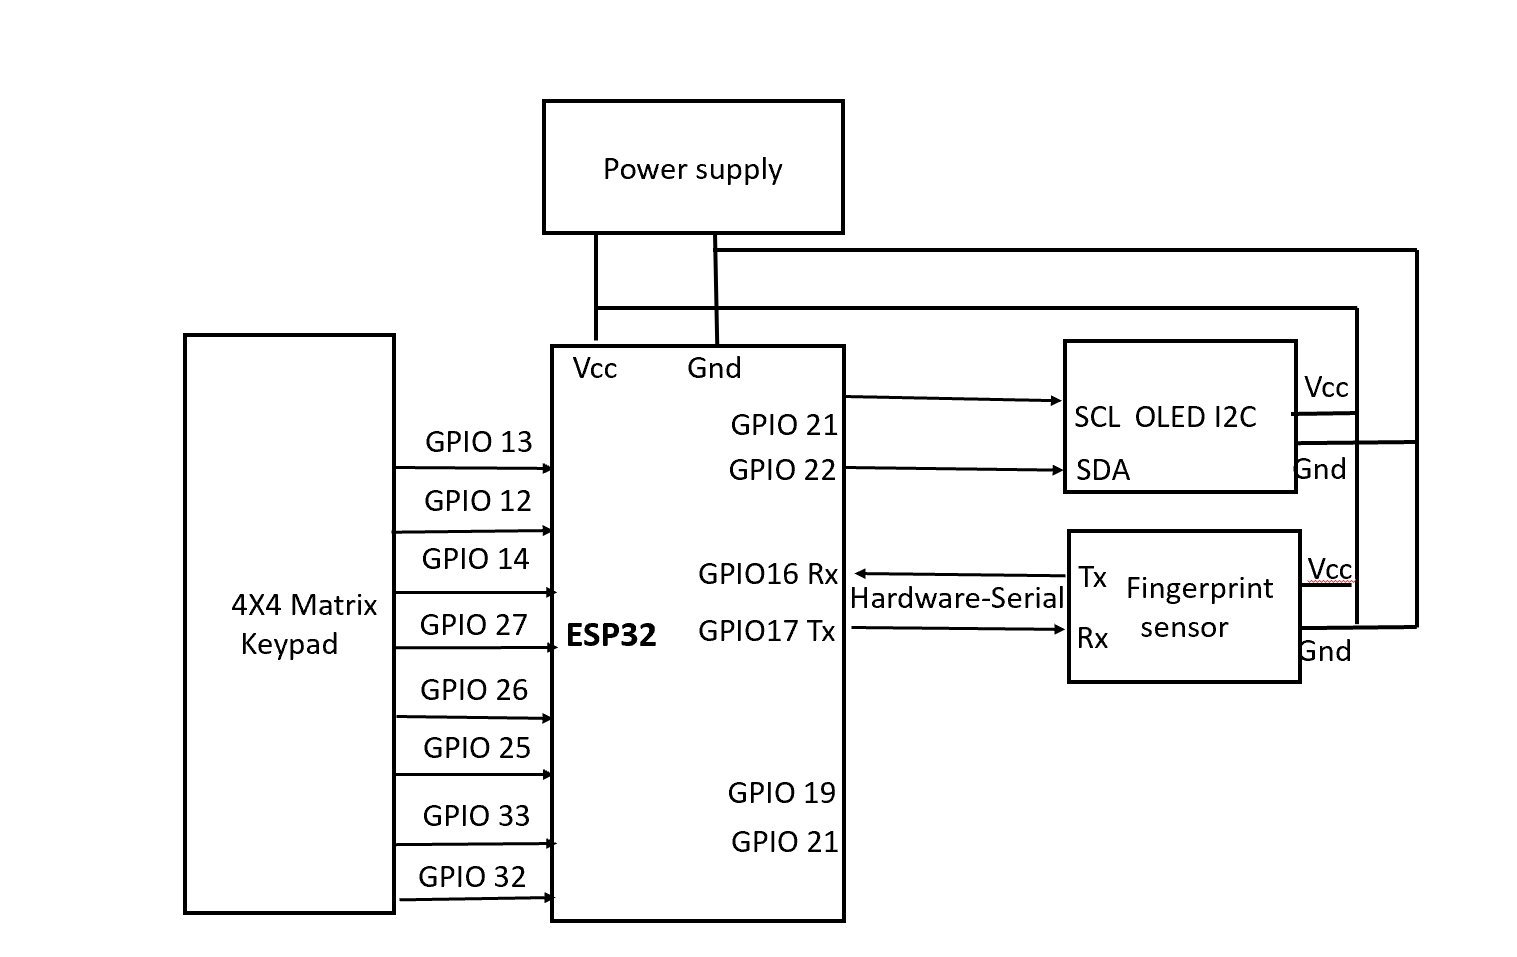 Power supply
Vcc
Gnd
GPIO 21
GPIO 22
GPIO16 Rx
GPIO17 Tx
ESP32
GPIO 19
GPIO 21
GPIO 13
GPIO 12
GPIO 14
GPIO 27
GPIO 26
GPIO 25
GPIO 33
GPIO 32
4X4 Matrix
Keypad
Hardware-Serial
SCL OLED I2C
SDA
Vcc
Gnd
Tx
Rx
Fingerprint
sensor
Vcc
Gnd